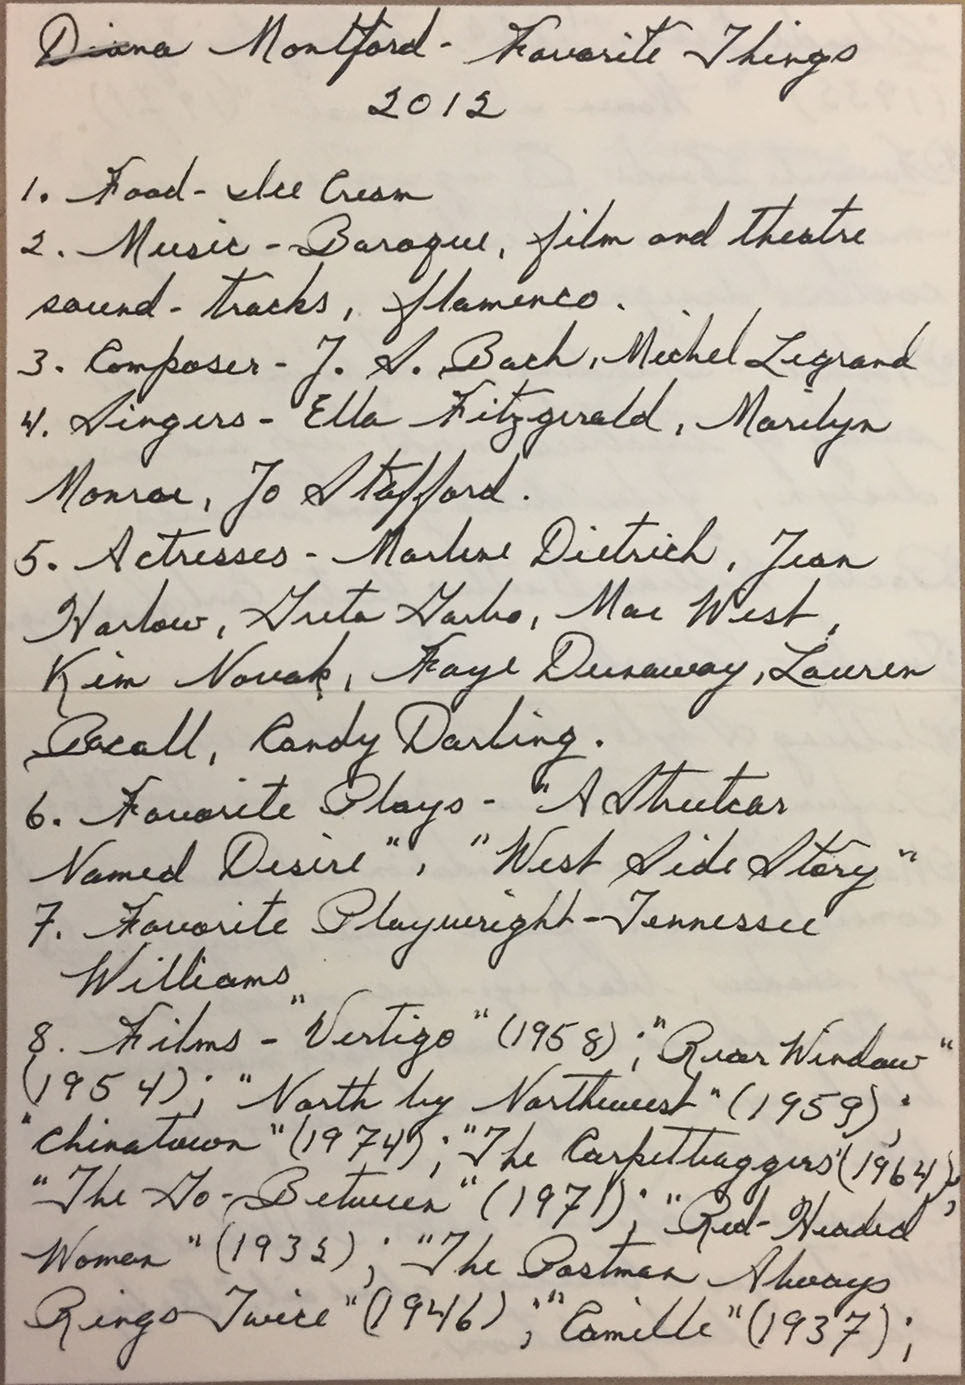 Diana Montford - Favorite Things
2012
1. Food - Ice Cream
2. Music - Baroque, film and theatre
sound-tracks, flamenco.
3. Composer - J. S. Bach, Michel Legrand
4. Singers - Ella Fitzgerald, Marilyn
Monroe, Jo Stafford.
5. Actresses - Marlene Dietrich, Jean
Harlow, Greta Garbo, Mae West,
Kim Novak, Faye Dunaway, Lauren
Bacall, Candy Darling.
6. Favorite Plays - "A Streetcar
Named Desire", "West Side Story"
7. Favorite Playwright - Tennessee
Williams
8. Films - "Vertigo" (1958); "Rear Window"
(1954); "North by Northwest" (1959);
"Chinatown" (1974); "The Carpetbaggers" (1964);
"The Go-Between" (1971); "Red-Headed
Woman" (1932); "The Postman Always
Rings Twice" (1946); "Camille" (1937);